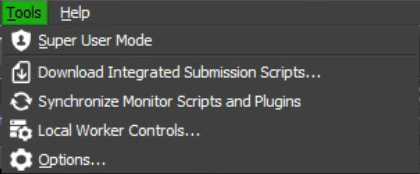 Tools Help
Super User Mode
Download Integrated Submission Scripts...
Synchronize Monitor Scripts and Plugins
Local Worker Controls...
Options...